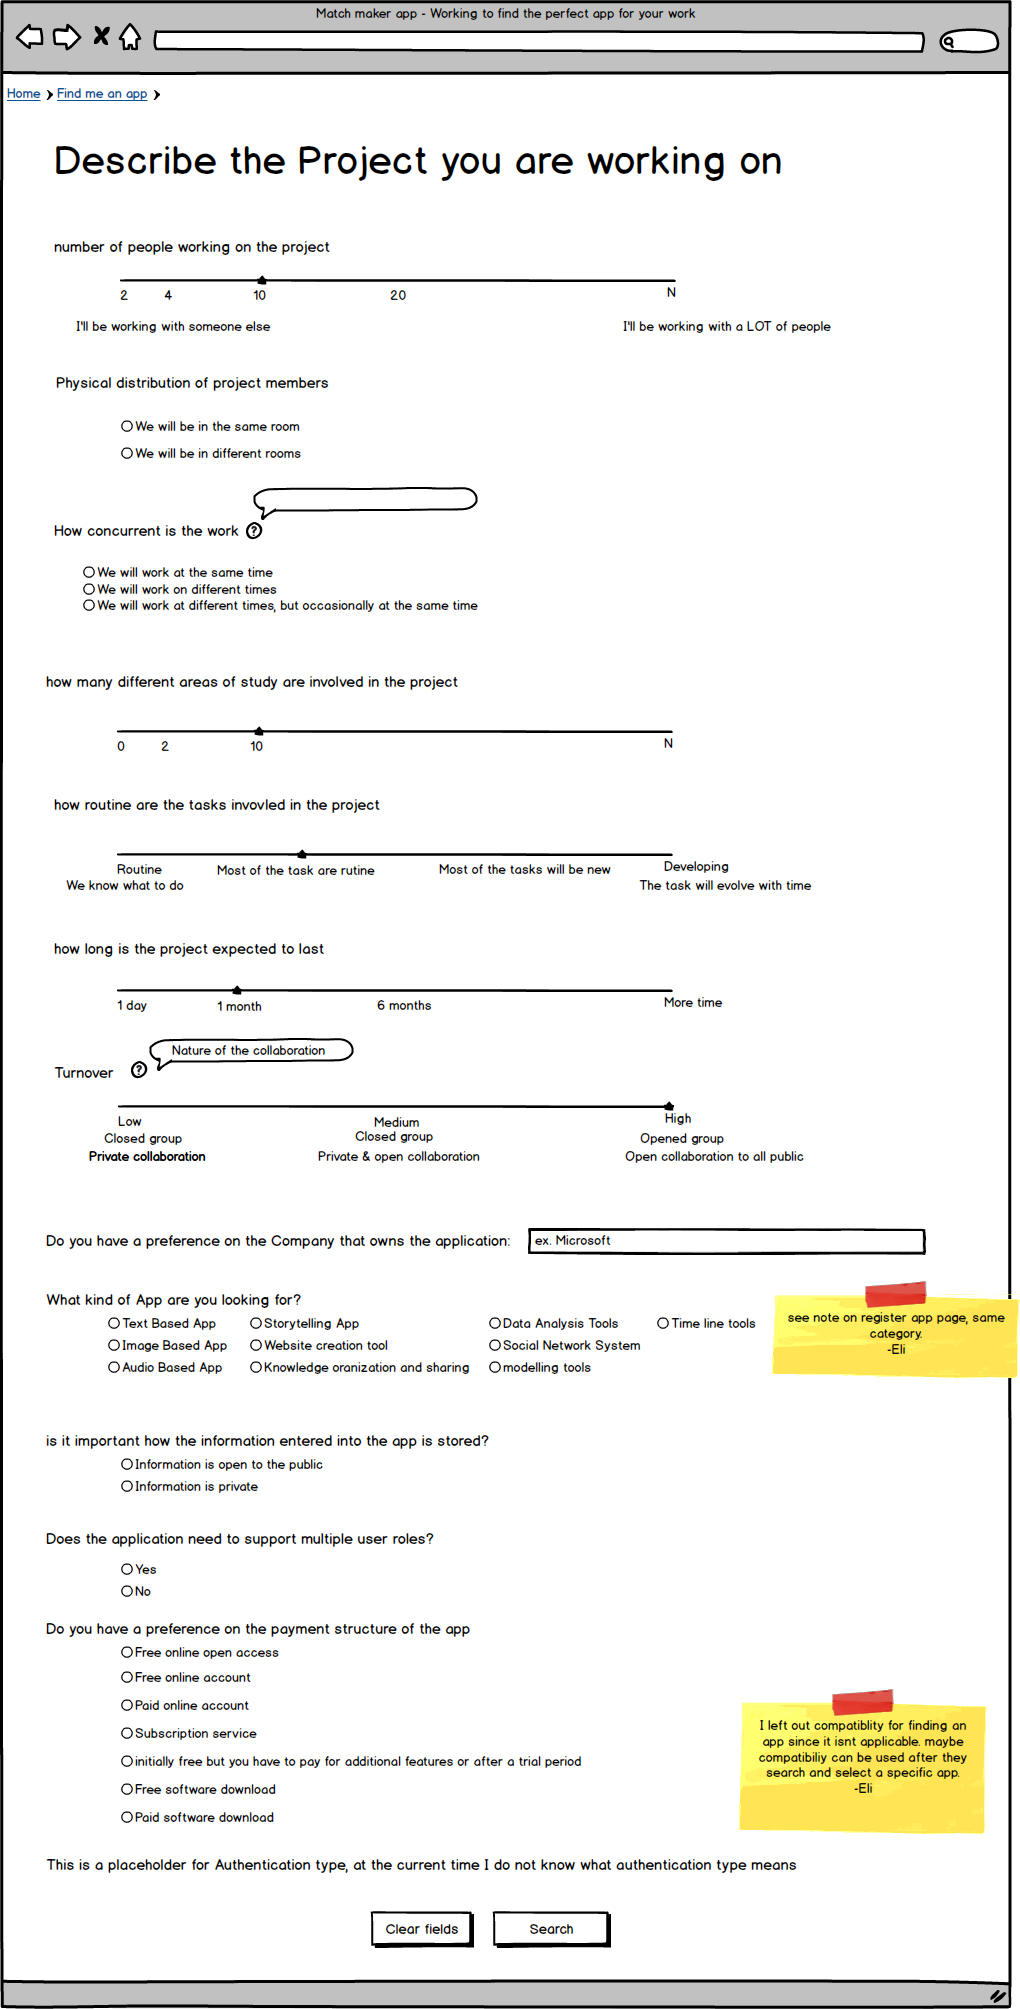 Match maker app - Working to find the perfect app for your work
Home Find me an app
Describe the Project you are working on
number of people working on the project
2 4 10 20 N
I'll be working with someone else I'll be working with a LOT of people
Physical distribution of project members
We will be in the same room
We will be in different rooms
How concurrent is the work ?
We will work at the same time
We will work on different times
We will work at different times, but occasionally at the same time
how many different areas of study are involved in the project
0 2 10 N
how routine are the tasks invovled in the project
Routine Most of the task are rutine Most of the tasks will be new Developing
We know what to do The task will evolve with time
how long is the project expected to last
1 day 1 month 6 months More time
Nature of the collaboration
Turnover ?
Low Medium High
Closed group Closed group Opened group
Private collaboration Private & open collaboration Open collaboration to all public
Do you have a preference on the Company that owns the application: ex. Microsoft
What kind of App are you looking for?
Text Based App Storytelling App Data Analysis Tools Time line tools
Image Based App Website creation tool Social Network System
Audio Based App Knowledge oranization and sharing modelling tools
see note on register app page, same
category.
-Eli
is it important how the information entered into the app is stored?
Information is open to the public
Information is private
Does the application need to support multiple user roles?
Yes
No
Do you have a preference on the payment structure of the app
Free online open access
Free online account
Paid online account
Subscription service
initially free but you have to pay for additional features or after a trial period
Free software download
Paid software download
I left out compatiblity for finding an
app since it isnt applicable. maybe
compatibiliy can be used after they
search and select a specific app.
-Eli
This is a placeholder for Authentication type, at the current time I do not know what authentication type means
Clear fields Search